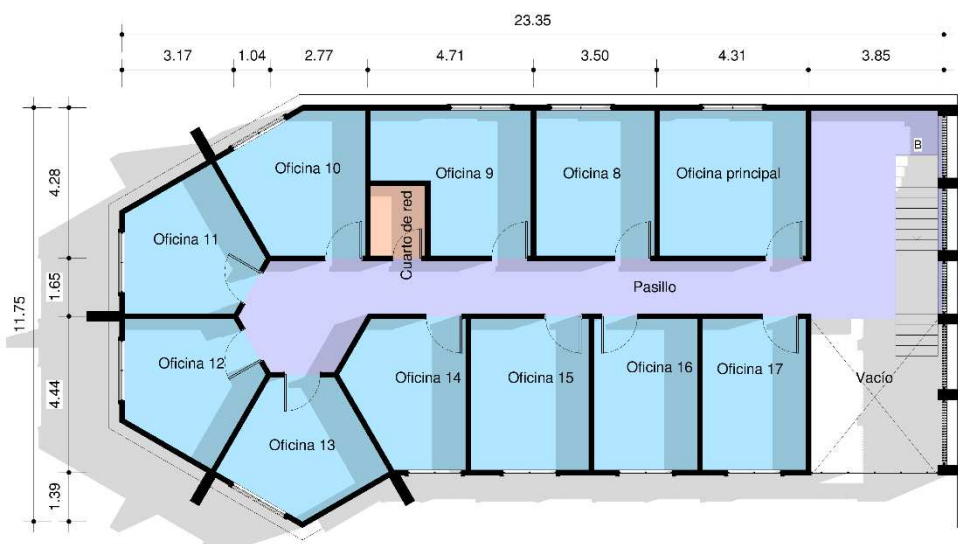 23.35
3.17
1.04
2.77
4.71
3.50
4.31
3.85
11.75
4.28
1.65
4.44
1.39
B
Oficina 10
Oficina 9
Oficina 8
Oficina principal
Oficina 11
Cuarto de red
Pasillo
Oficina 12
Oficina 14
Oficina 15
Oficina 16
Oficina 17
Vacío
Oficina 13